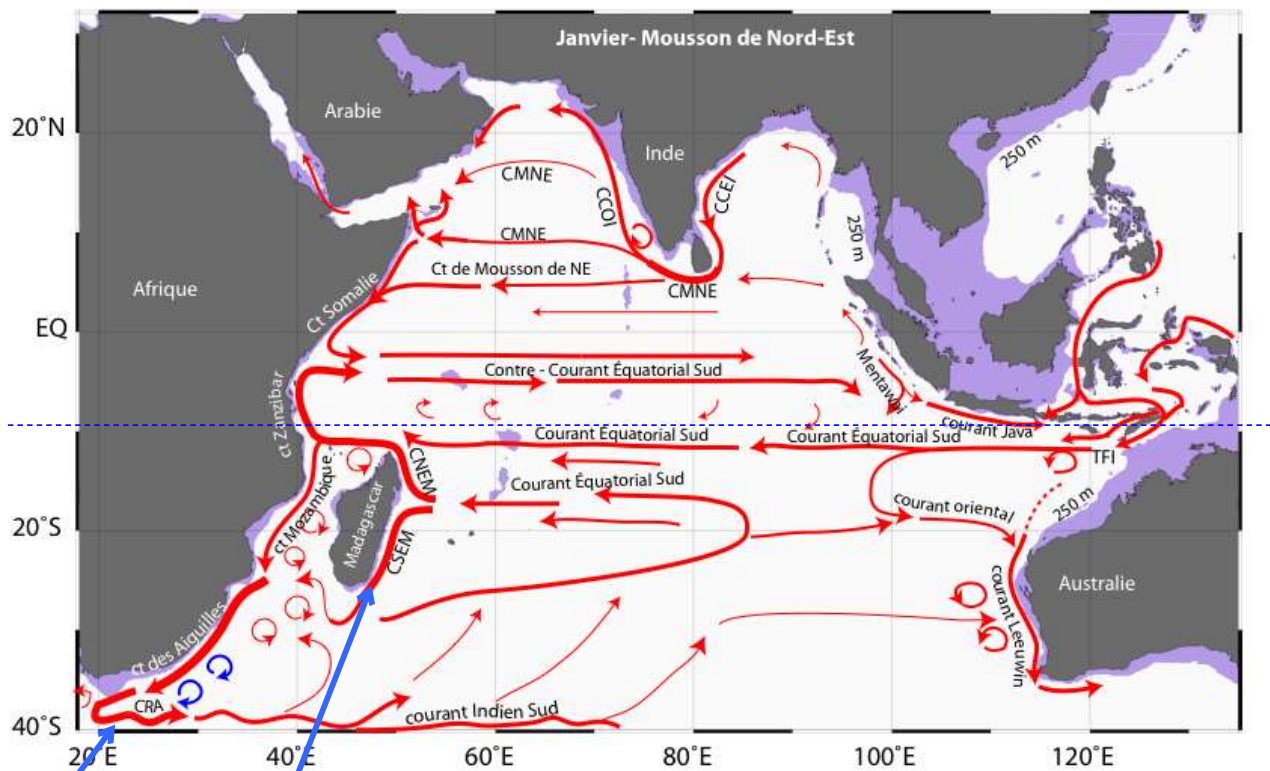 Janvier- Mousson de Nord-Est
Arabie
20°N
Inde
250 m
CMNE
CCOI
CCEI
CMNE
250 m
Ct de Mousson de NE
CMNE
Afrique
Ct Somalie
EQ
Mentawai
Contre - Courant Équatorial Sud
ct Zanzibar
courant Java
Courant Équatorial Sud
Courant Équatorial Sud
TFI
CNEM
Courant Équatorial Sud
ct Mozambique
Madagascar
courant oriental
250 m
20°S
CSEM
Australie
courant Leeuwin
Ct des Aiguilles
CRA
courant Indien Sud
40°S
20°E
40°E
60°E
80°E
100°E
120°E